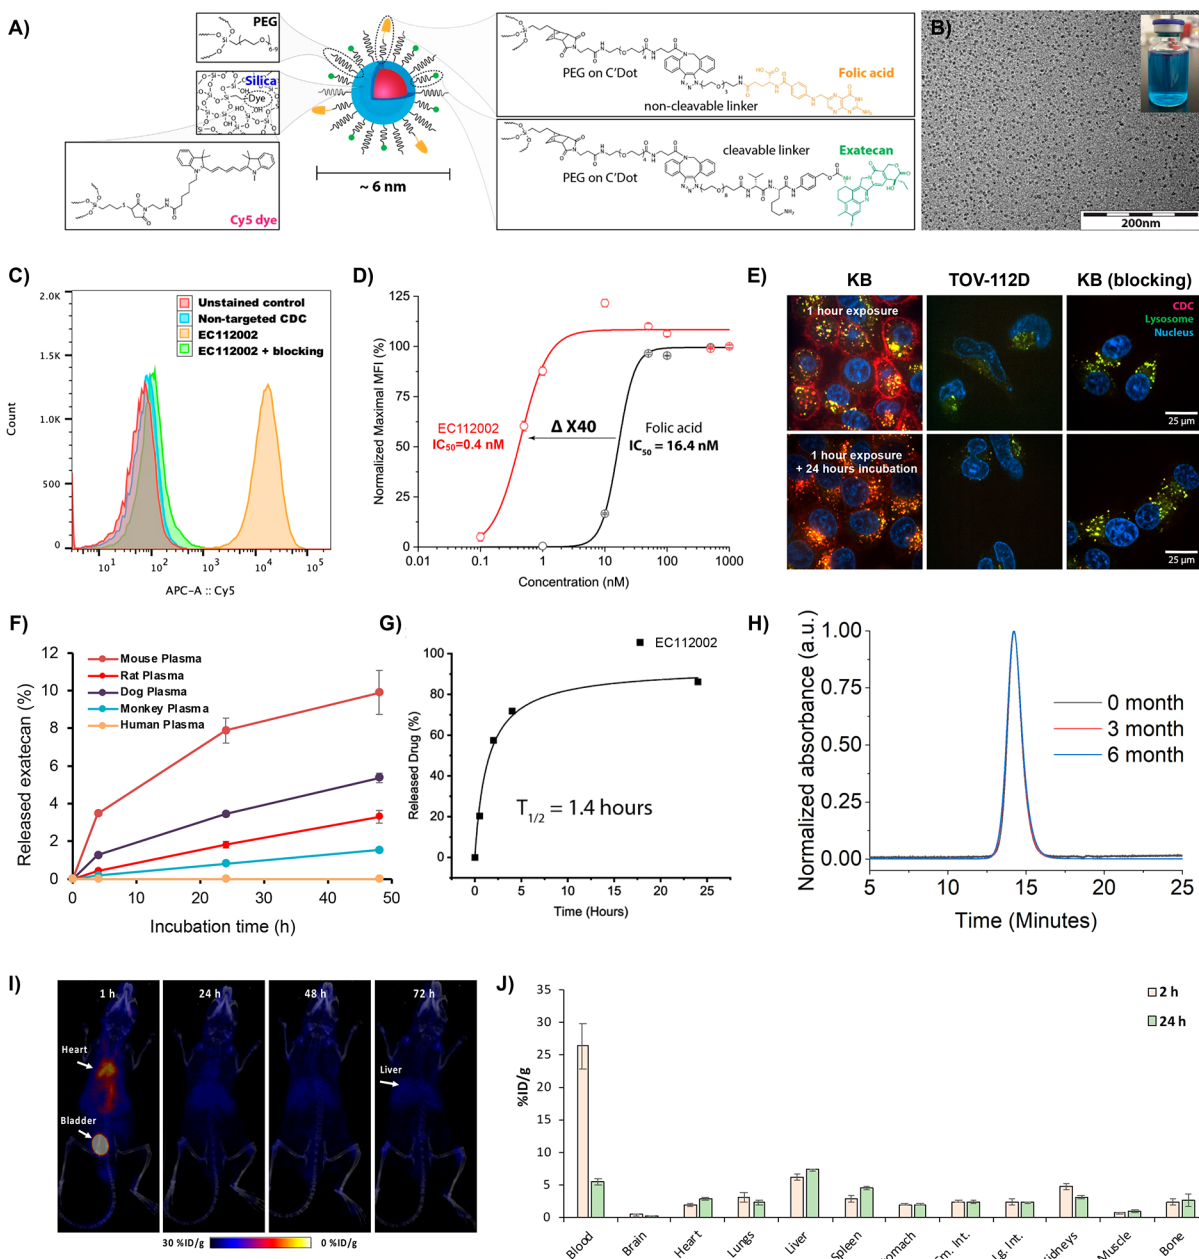 A)
PEG
Silica
Dye
Cy5 dye
~ 6 nm
PEG on C'Dot
non-cleavable linker
Folic acid
PEG on C'Dot
cleavable linker
Exatecan
B)
200nm
C)
2.0K
1.5K
1.0K
500
0
Count
Unstained control
Non-targeted CDC
EC112002
EC112002 + blocking
10¹ 10² 10³ 10⁴ 10⁵
APC-A :: Cy5
D)
Normalized Maximal MFI (%)
125
100
75
50
25
0
EC112002
IC₅₀=0.4 nM
Δ X40
Folic acid
IC₅₀ = 16.4 nM
0.01 0.1 1 10 100 1000
Concentration (nM)
E)
KB TOV-112D KB (blocking)
1 hour exposure
CDC
Lysosome
Nucleus
25 µm
1 hour exposure
+ 24 hours incubation
25 µm
F)
Released exatecan (%)
12
10
8
6
4
2
0
Mouse Plasma
Rat Plasma
Dog Plasma
Monkey Plasma
Human Plasma
0 10 20 30 40 50
Incubation time (h)
G)
EC112002
Released Drug (%)
100
80
60
40
20
0
T₁/₂ = 1.4 hours
0 5 10 15 20 25
Time (Hours)
H)
Normalized absorbance (a.u.)
1.00
0.75
0.50
0.25
0.00
0 month
3 month
6 month
5 10 15 20 25
Time (Minutes)
I)
1 h 24 h 48 h 72 h
Heart
Liver
Bladder
30 %ID/g 0 %ID/g
J)
%ID/g
35
30
25
20
15
10
5
0
2 h
24 h
Blood Brain Heart Lungs Liver Spleen Muscle Bone